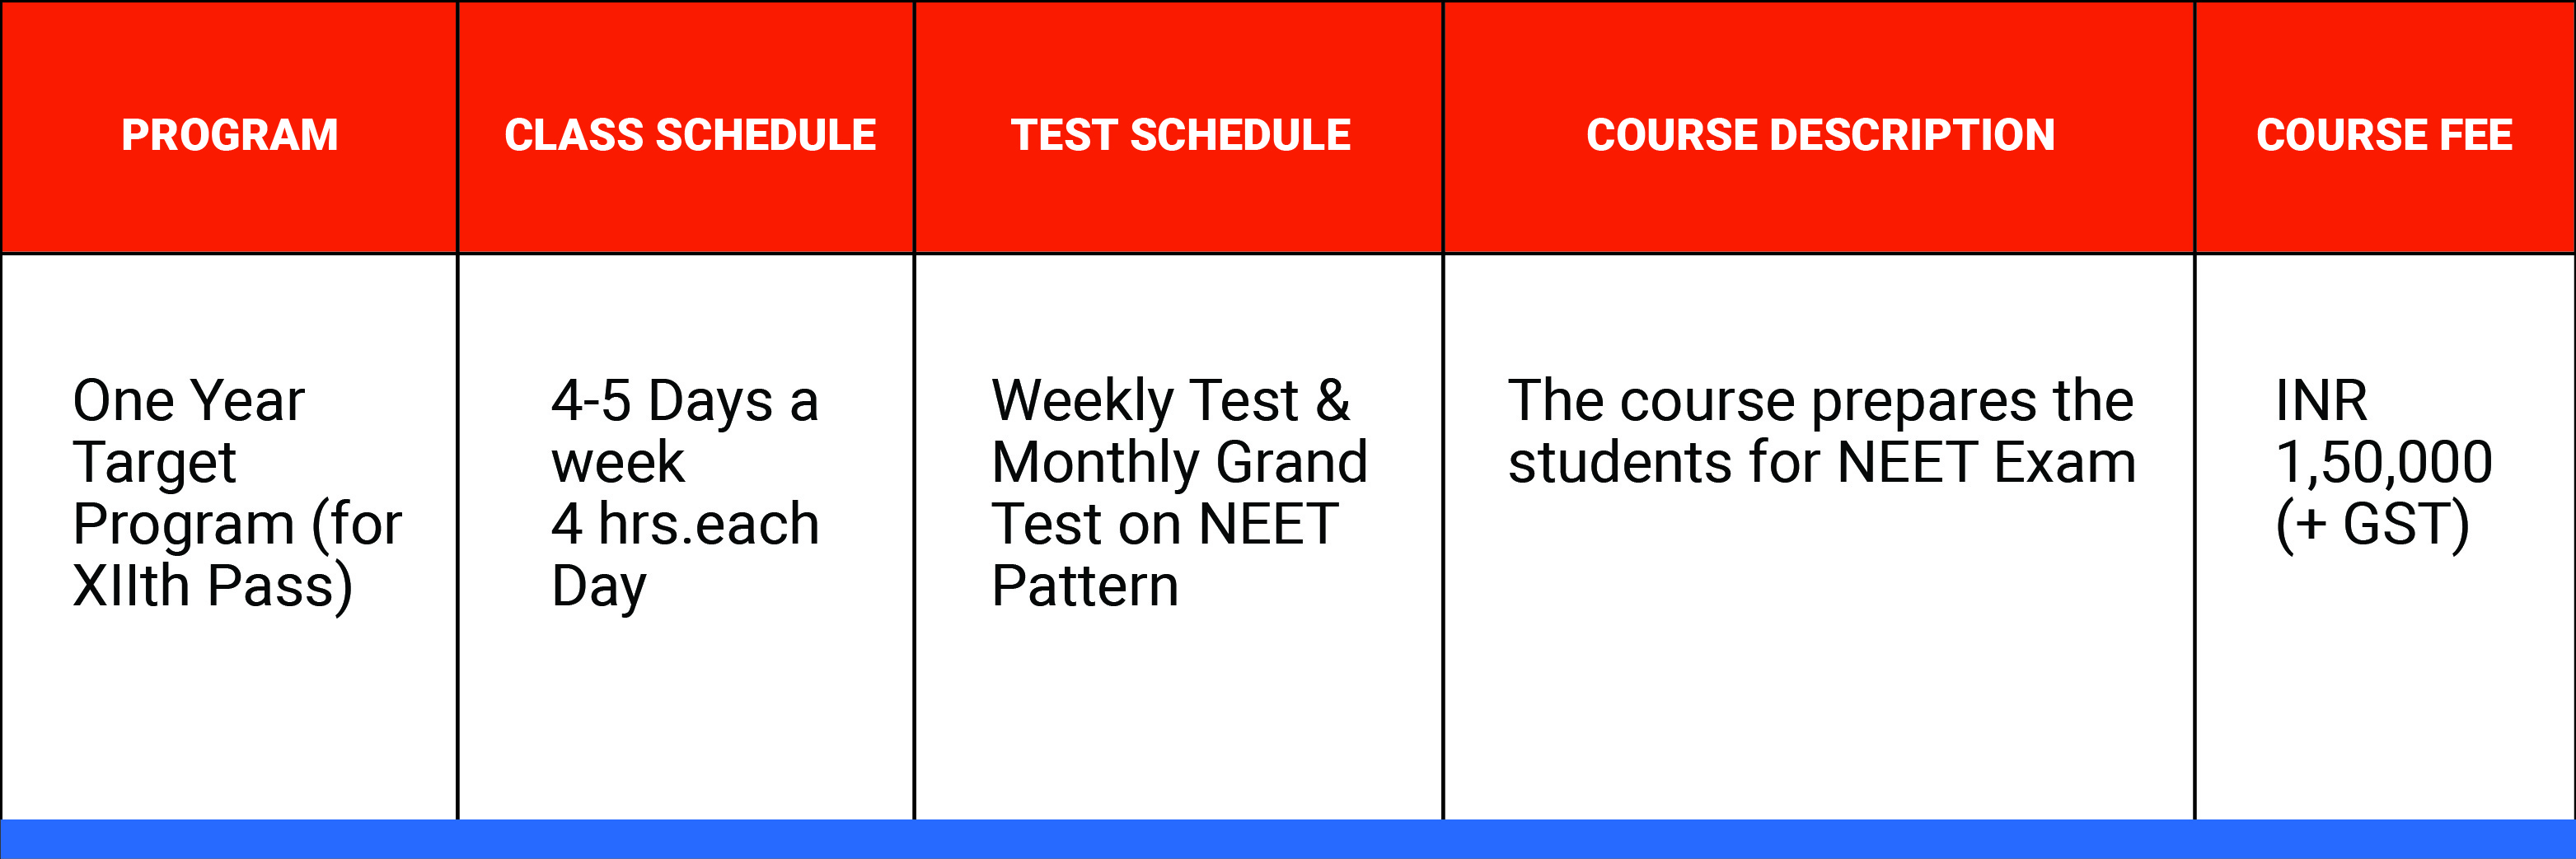 PROGRAM
CLASS SCHEDULE
TEST SCHEDULE
COURSE DESCRIPTION
COURSE FEE
One Year
Target
Program (for
XIIth Pass)
4-5 Days a
week
4 hrs.each
Day
Weekly Test &
Monthly Grand
Test on NEET
Pattern
The course prepares the
students for NEET Exam
INR
1,50,000
(+ GST)